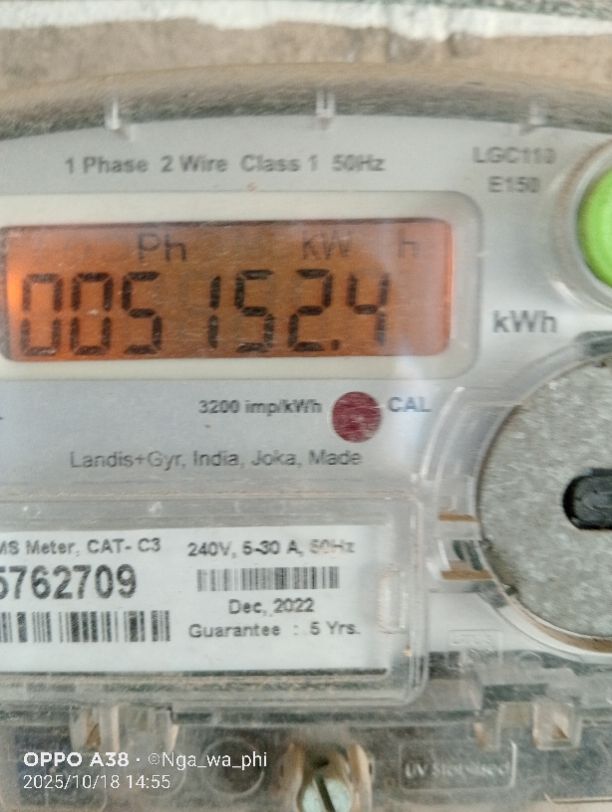 1 Phase 2 Wire Class 1 50Hz
LGC110
E150
Ph kW h
005152.4
kWh
3200 imp/kWh CAL
Landis+Gyr, India, Joka, Made
MS Meter, CAT- C3
5762709
240V, 5-30 A, 50Hz
Dec, 2022
Guarantee : 5 Yrs.
OPPO A38 · ©Nga_wa_phi
2025/10/18 14:55